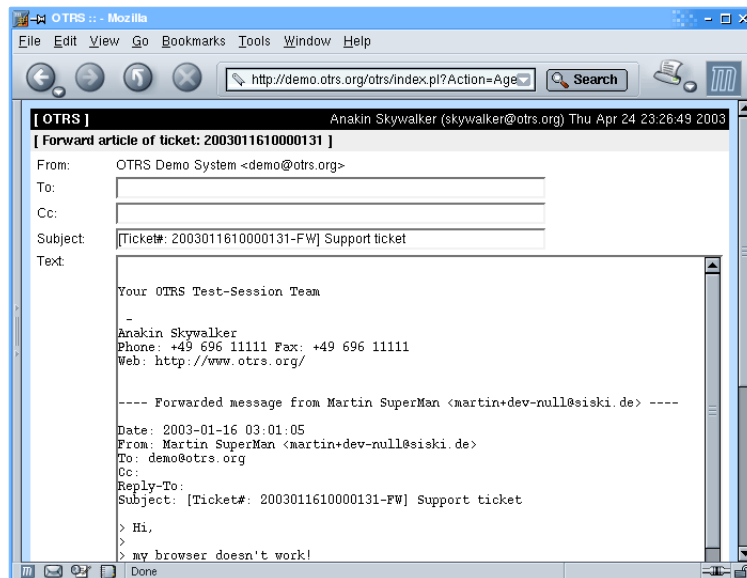 OTRS :: - Mozilla
File Edit View Go Bookmarks Tools Window Help
http://demo.otrs.org/otrs/index.pl?Action=Age
Search
[ OTRS ] Anakin Skywalker (skywalker@otrs.org) Thu Apr 24 23:26:49 2003
[ Forward article of ticket: 2003011610000131 ]
From: OTRS Demo System <demo@otrs.org>
To:
Cc:
Subject: [Ticket#: 2003011610000131-FW] Support ticket
Text:
Your OTRS Test-Session Team
-
Anakin Skywalker
Phone: +49 696 11111 Fax: +49 696 11111
Web: http://www.otrs.org/
---- Forwarded message from Martin SuperMan <martin+dev-null@siski.de> ----
Date: 2003-01-16 03:01:05
From: Martin SuperMan <martin+dev-null@siski.de>
To: demo@otrs.org
Cc:
Reply-To:
Subject: [Ticket#: 2003011610000131-FW] Support ticket
> Hi,
>
> my browser doesn't work!
Done